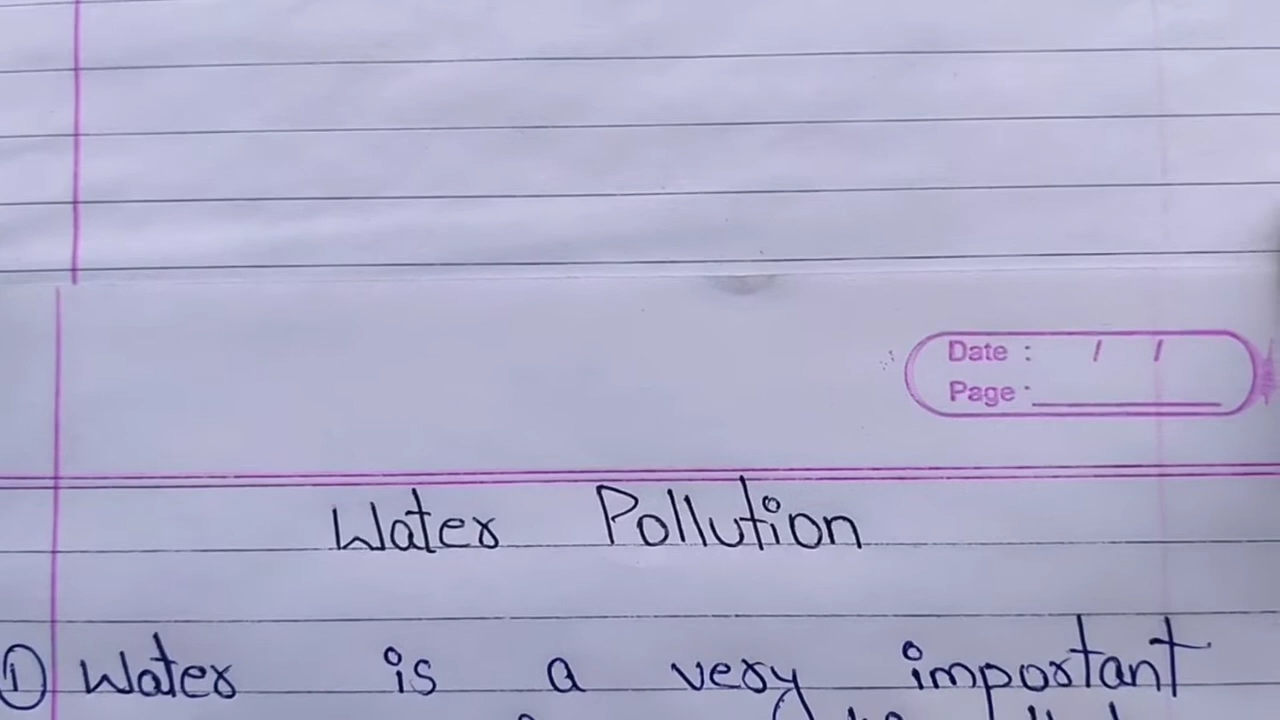 Date : / /
Page :
Water Pollution
① Water is a very important